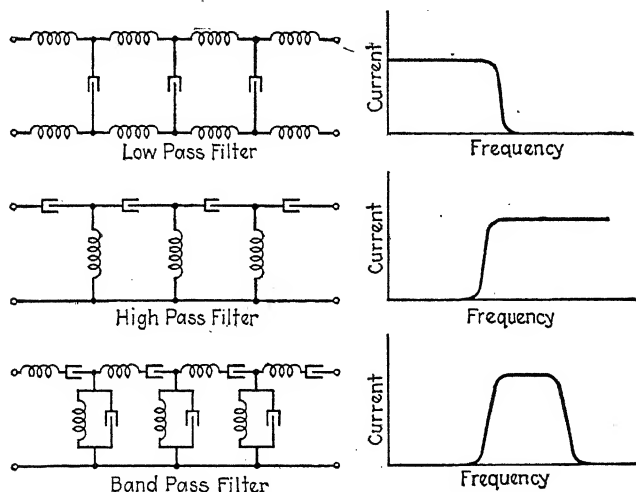 Current
Low Pass Filter
Frequency
Current
High Pass Filter
Frequency
Current
Band Pass Filter
Frequency